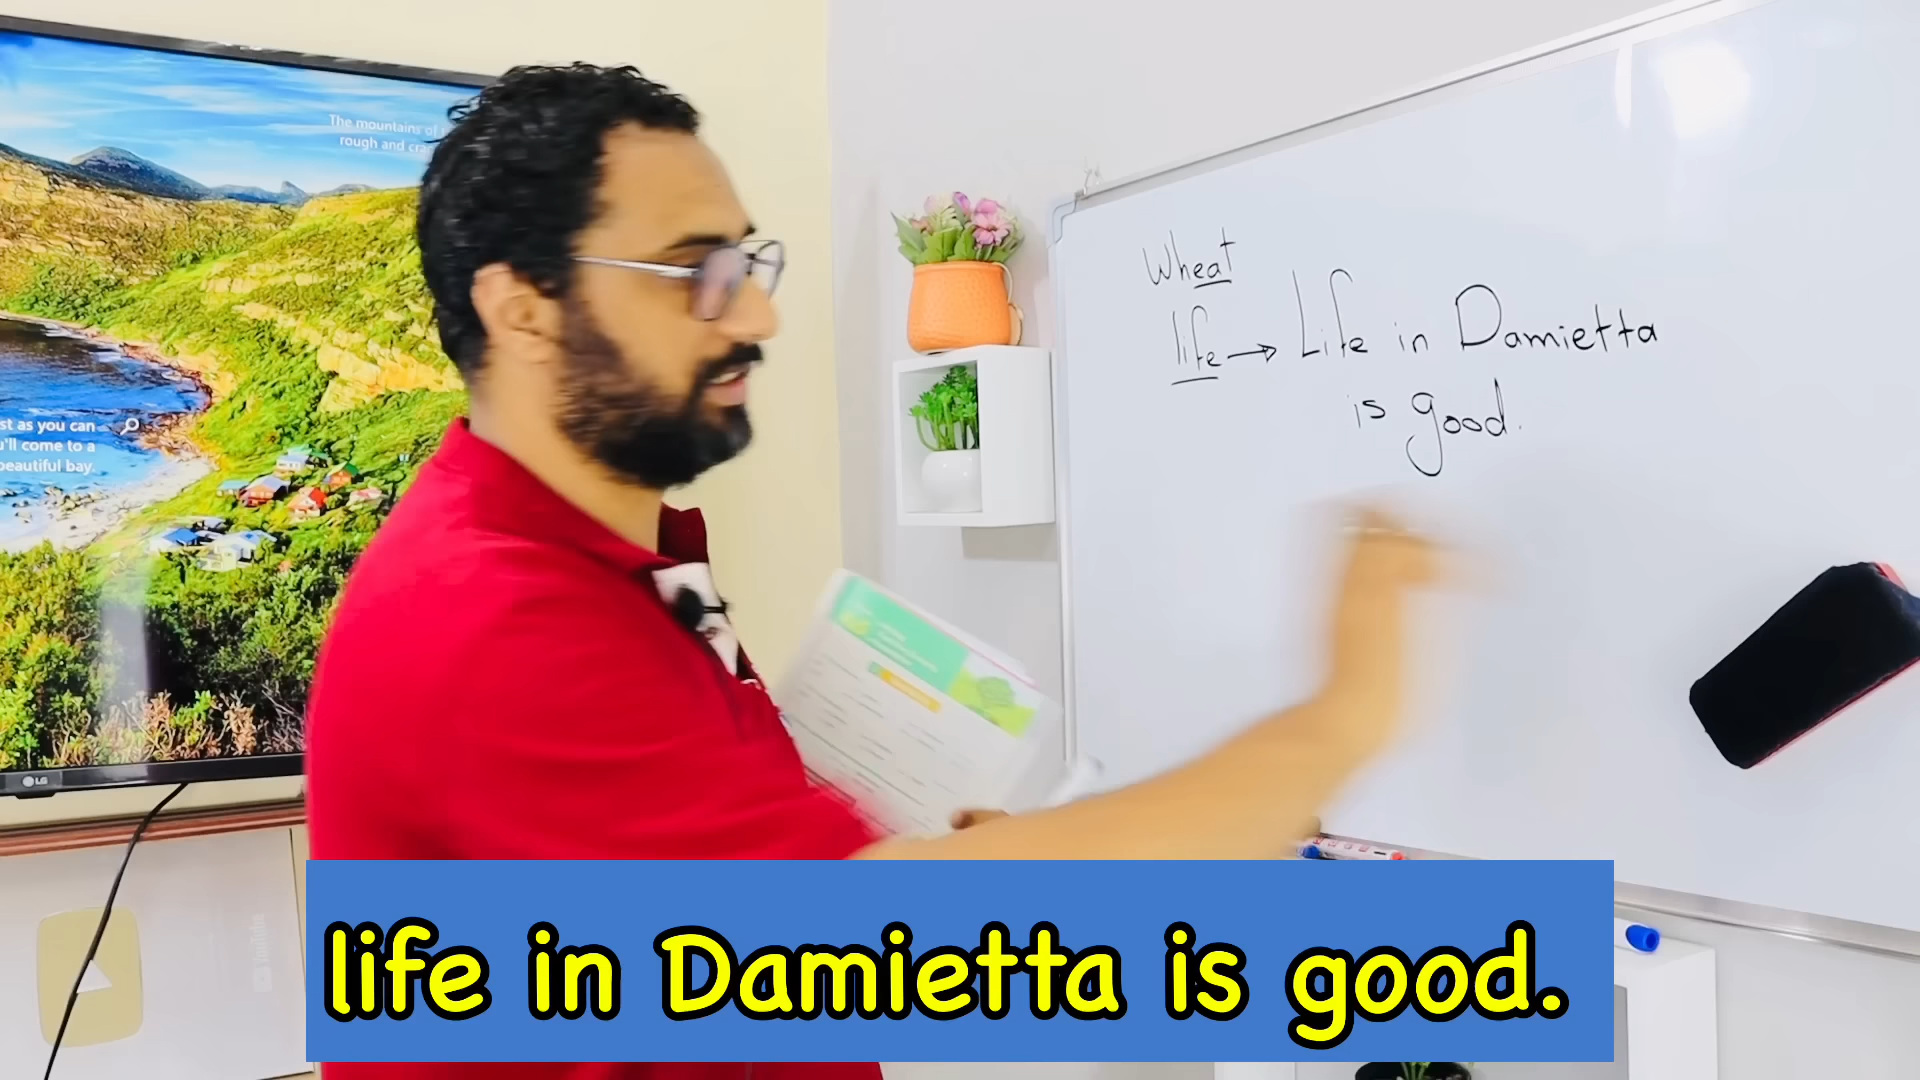 The mountains of
rough and
st as you can
u'll come to a
beautiful bay.
LG
YouTube
Wheat
life → Life in Damietta
is good.
life in Damietta is good.